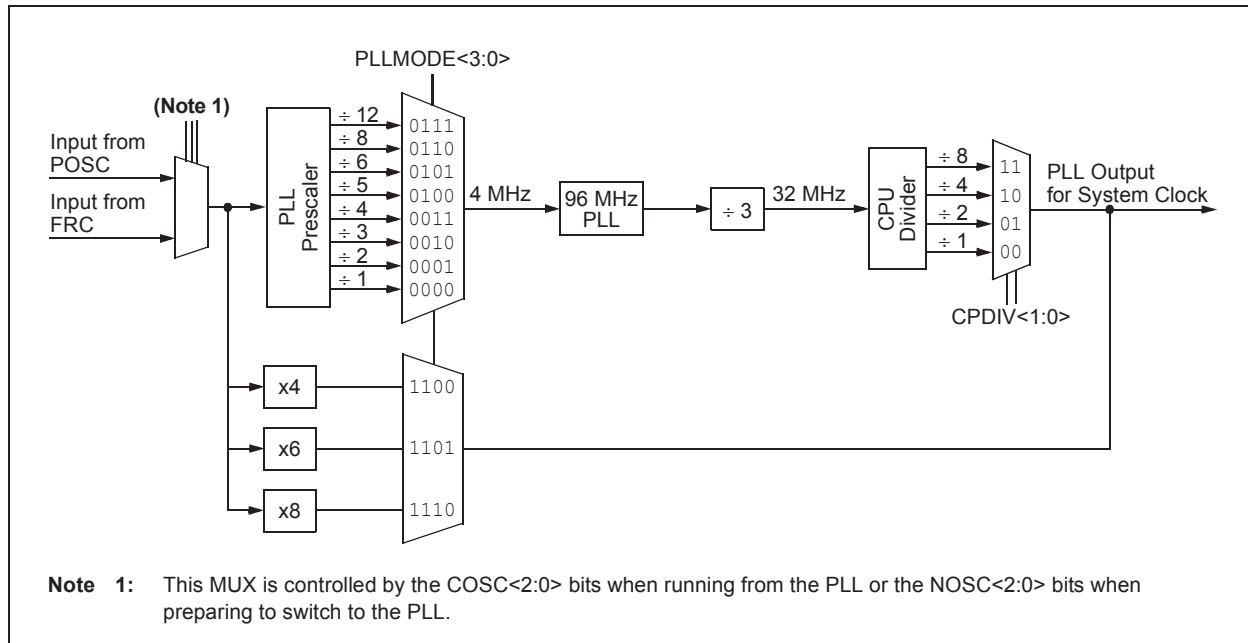 PLLMODE<3:0>
(Note 1)
Input from
POSC
Input from
FRC
PLL
Prescaler
÷ 12
÷ 8
÷ 6
÷ 5
÷ 4
÷ 3
÷ 2
÷ 1
0111
0110
0101
0100
0011
0010
0001
0000
4 MHz
96 MHz
PLL
÷ 3
32 MHz
CPU
Divider
÷ 8
÷ 4
÷ 2
÷ 1
11
10
01
00
CPDIV<1:0>
PLL Output
for System Clock
x4
x6
x8
1100
1101
1110
Note 1: This MUX is controlled by the COSC<2:0> bits when running from the PLL or the NOSC<2:0> bits when
preparing to switch to the PLL.